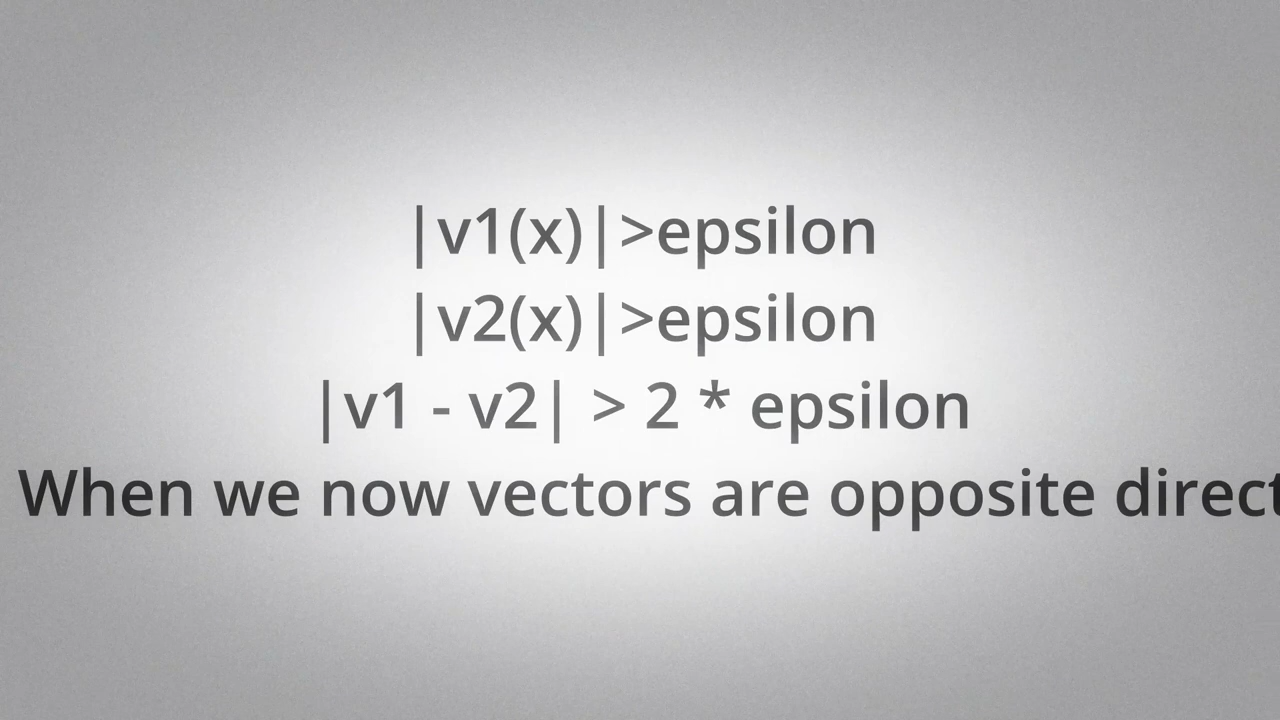 |v1(x)|>epsilon
|v2(x)|>epsilon
|v1 - v2| > 2 * epsilon
When we now vectors are opposite direct